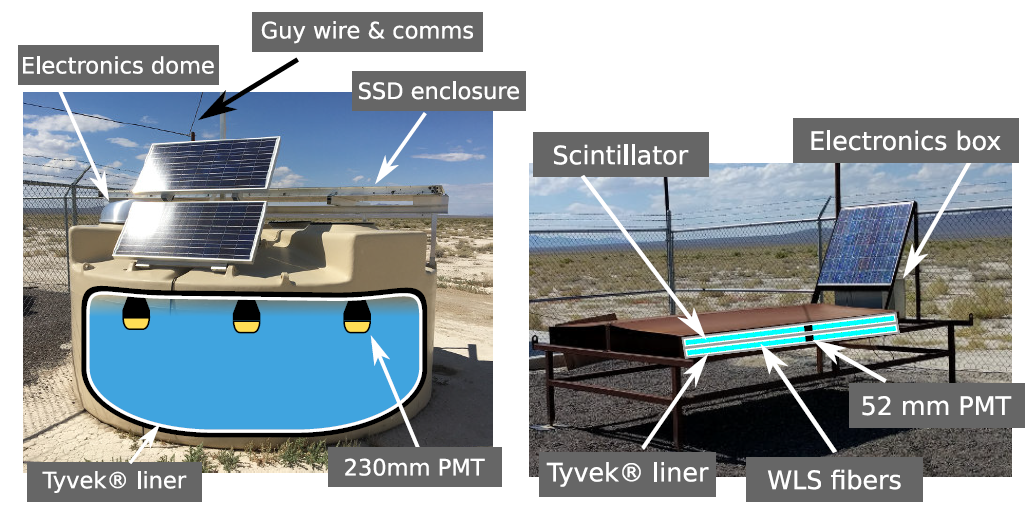 Guy wire & comms
Electronics dome
SSD enclosure
Tyvek® liner
230mm PMT
Scintillator
Electronics box
52 mm PMT
Tyvek® liner
WLS fibers